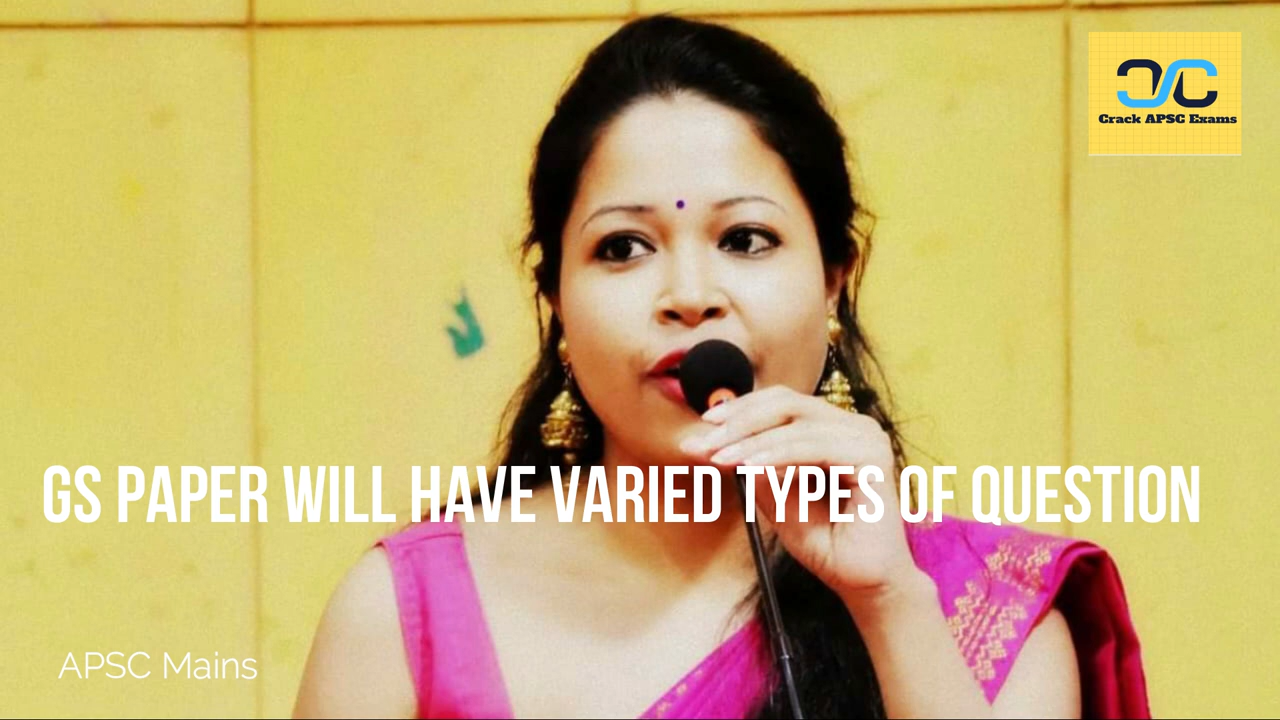 Crack APSC Exams
GS PAPER WILL HAVE VARIED TYPES OF QUESTION
APSC Mains